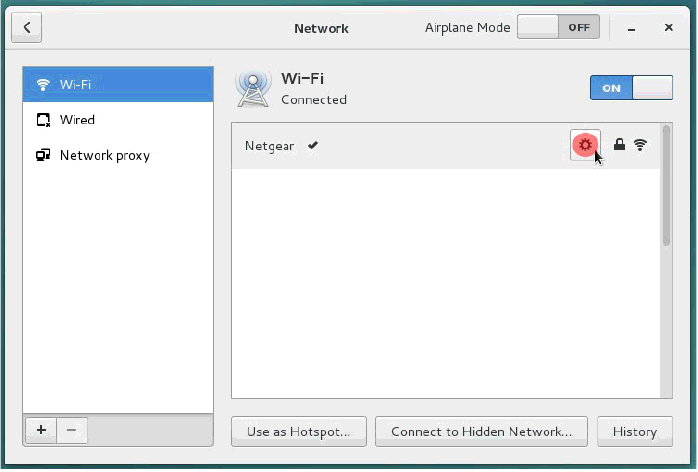 Network
Airplane Mode OFF
Wi-Fi
Wired
Network proxy
Wi-Fi
Connected
ON
Netgear
Use as Hotspot...
Connect to Hidden Network...
History